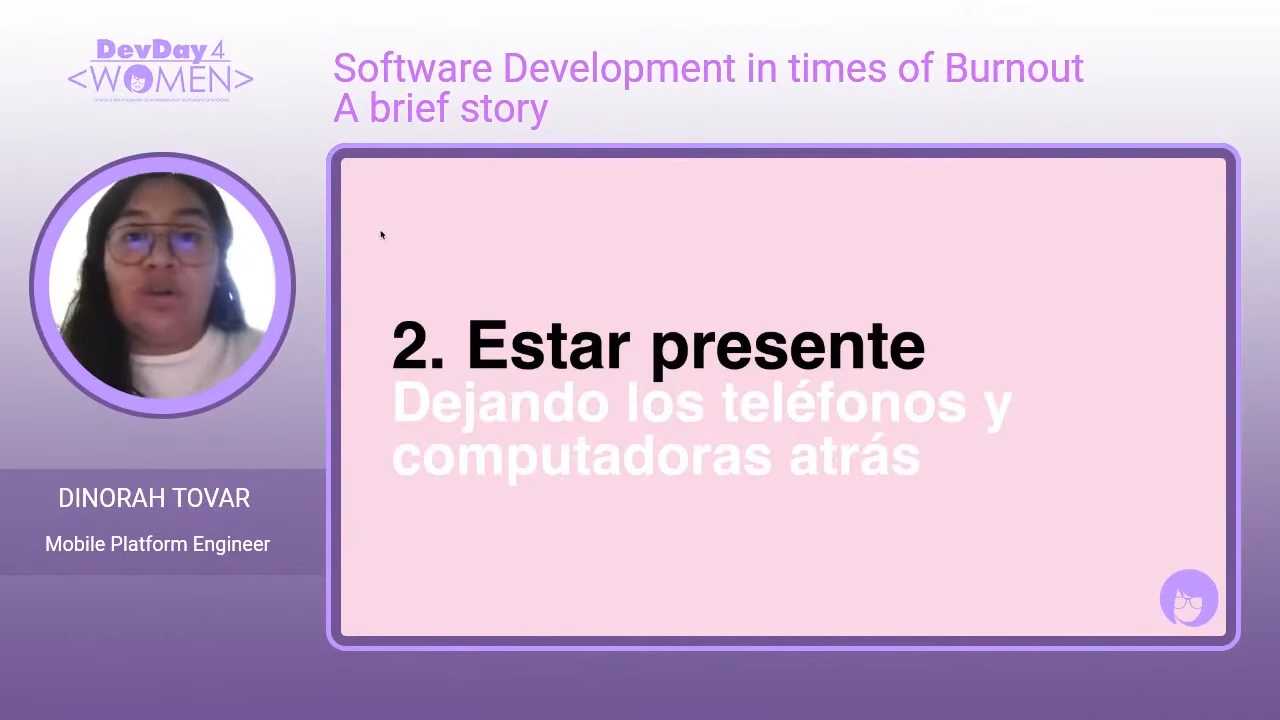 DevDay4
<WOMEN>
Software Development in times of Burnout
A brief story
2. Estar presente
Dejando los teléfonos y
computadoras atrás
DINORAH TOVAR
Mobile Platform Engineer